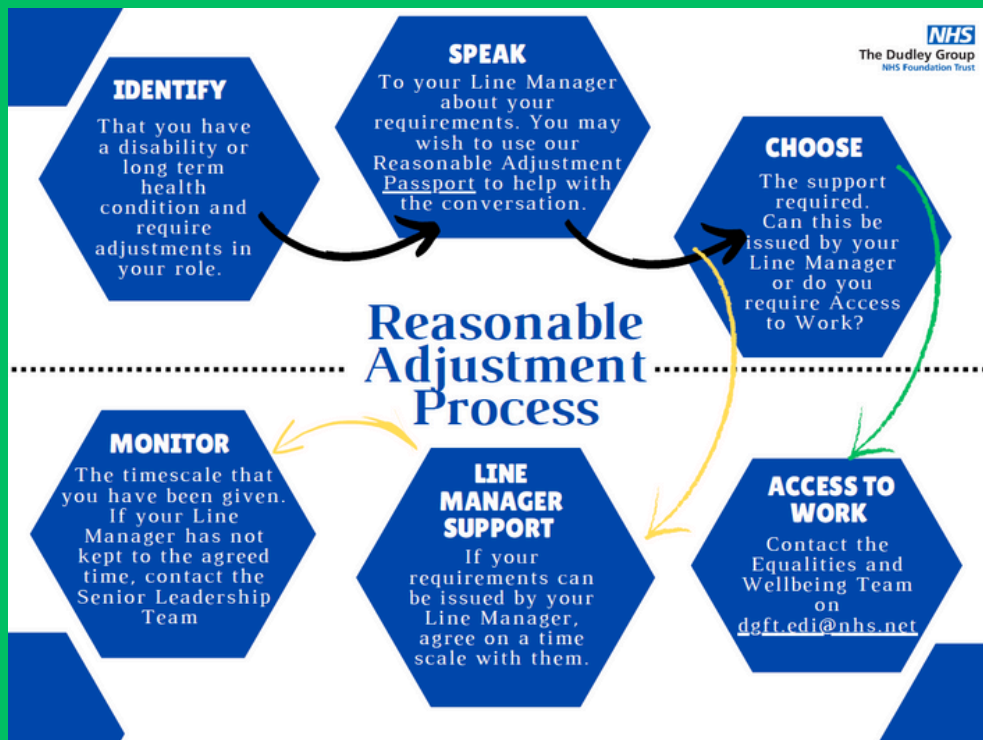 NHS
The Dudley Group
NHS Foundation Trust
IDENTIFY
That you have
a disability or
long term
health
condition and
require
adjustments in
your role.
SPEAK
To your Line Manager
about your
requirements. You may
wish to use our
Reasonable Adjustment
Passport to help with
the conversation.
CHOOSE
The support
required.
Can this be
issued by your
Line Manager
or do you
require Access
to Work?
Reasonable
Adjustment
Process
MONITOR
The timescale that
you have been given.
If your Line
Manager has not
kept to the agreed
time, contact the
Senior Leadership
Team
LINE
MANAGER
SUPPORT
If your
requirements can
be issued by your
Line Manager,
agree on a time
scale with them.
ACCESS TO
WORK
Contact the
Equalities and
Wellbeing Team
on
dgft.edi@nhs.net